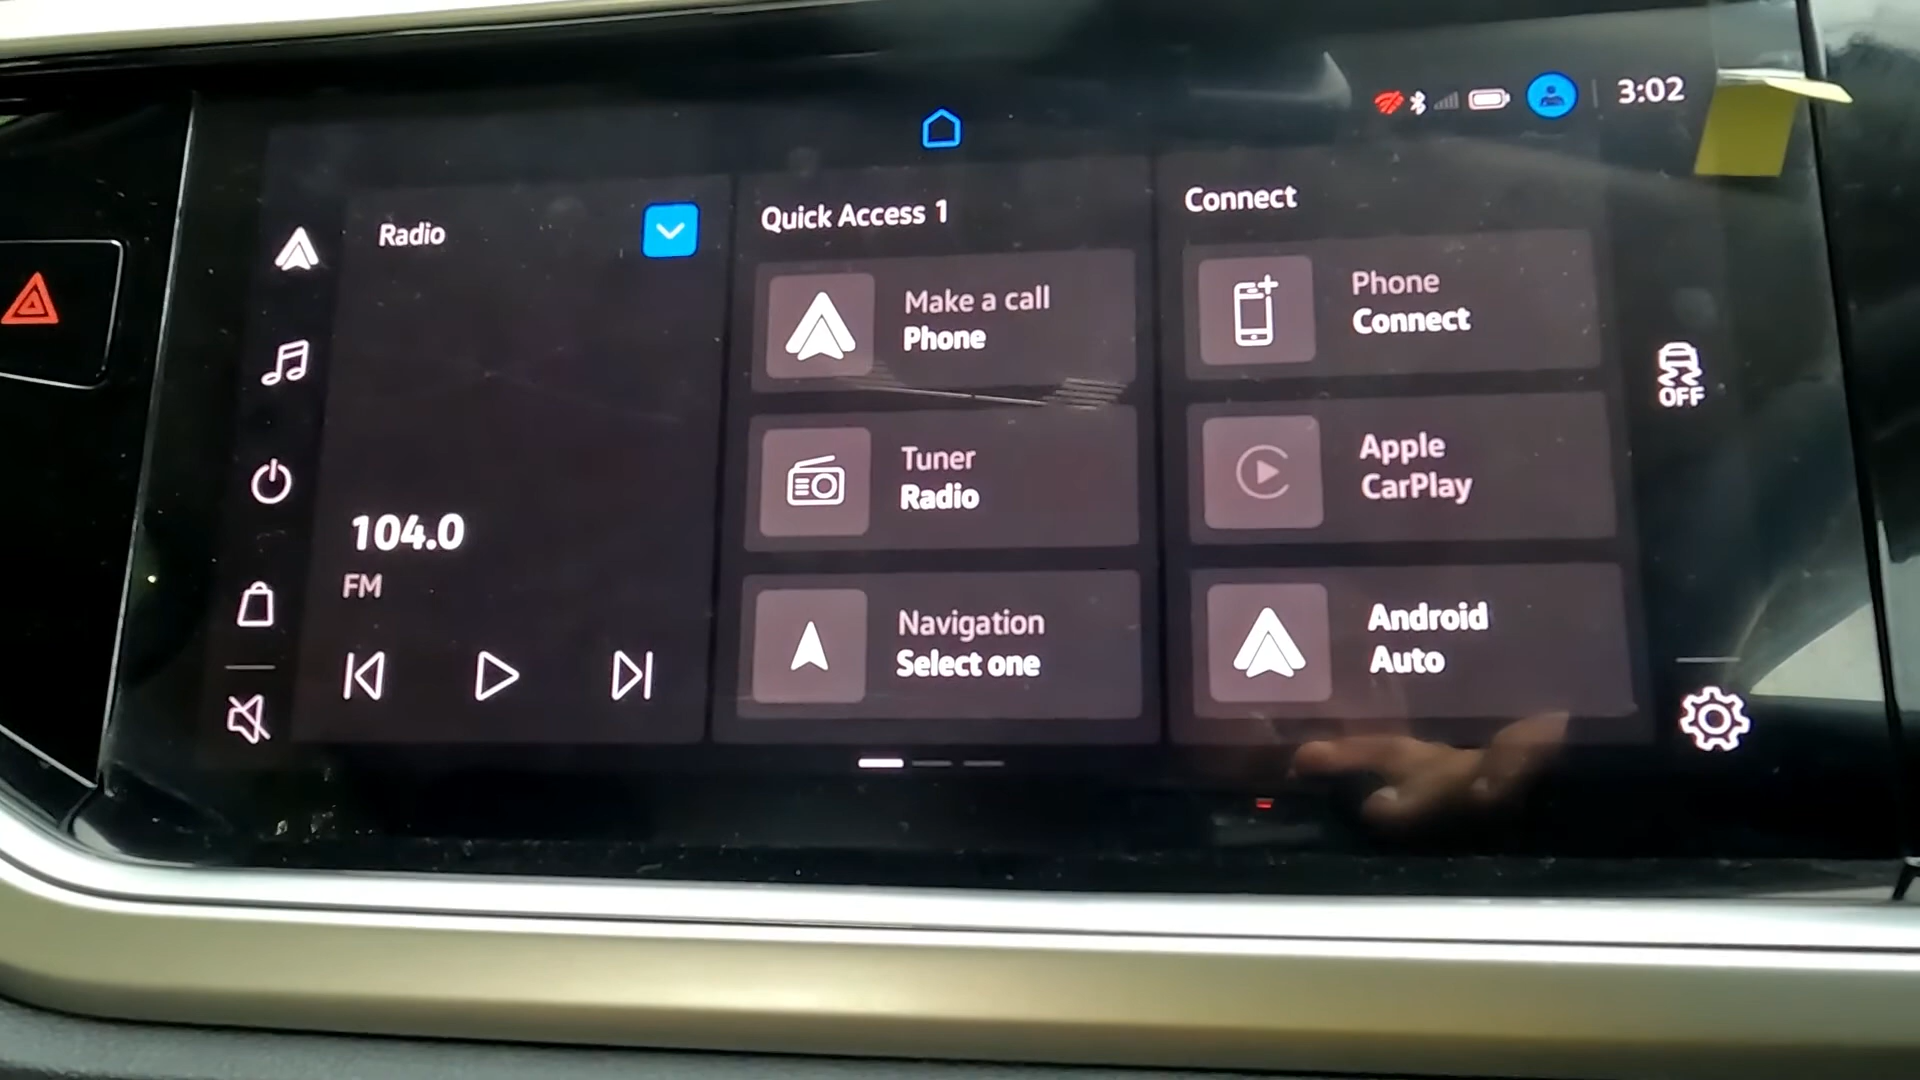 3:02
Radio
104.0
FM
Quick Access 1
Make a call
Phone
Tuner
Radio
Navigation
Select one
Connect
Phone
Connect
Apple
CarPlay
Android
Auto
OFF